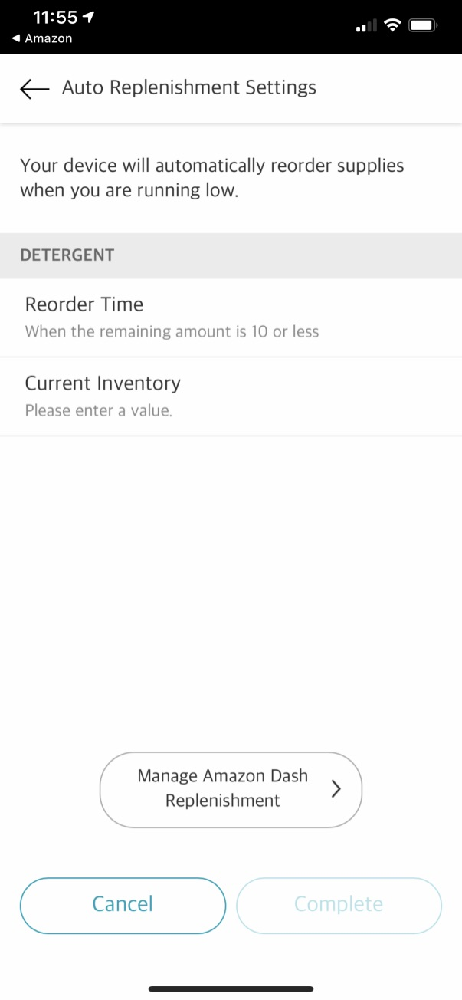 11:55
◀ Amazon
Auto Replenishment Settings
Your device will automatically reorder supplies
when you are running low.
DETERGENT
Reorder Time
When the remaining amount is 10 or less
Current Inventory
Please enter a value.
Manage Amazon Dash
Replenishment
Cancel
Complete